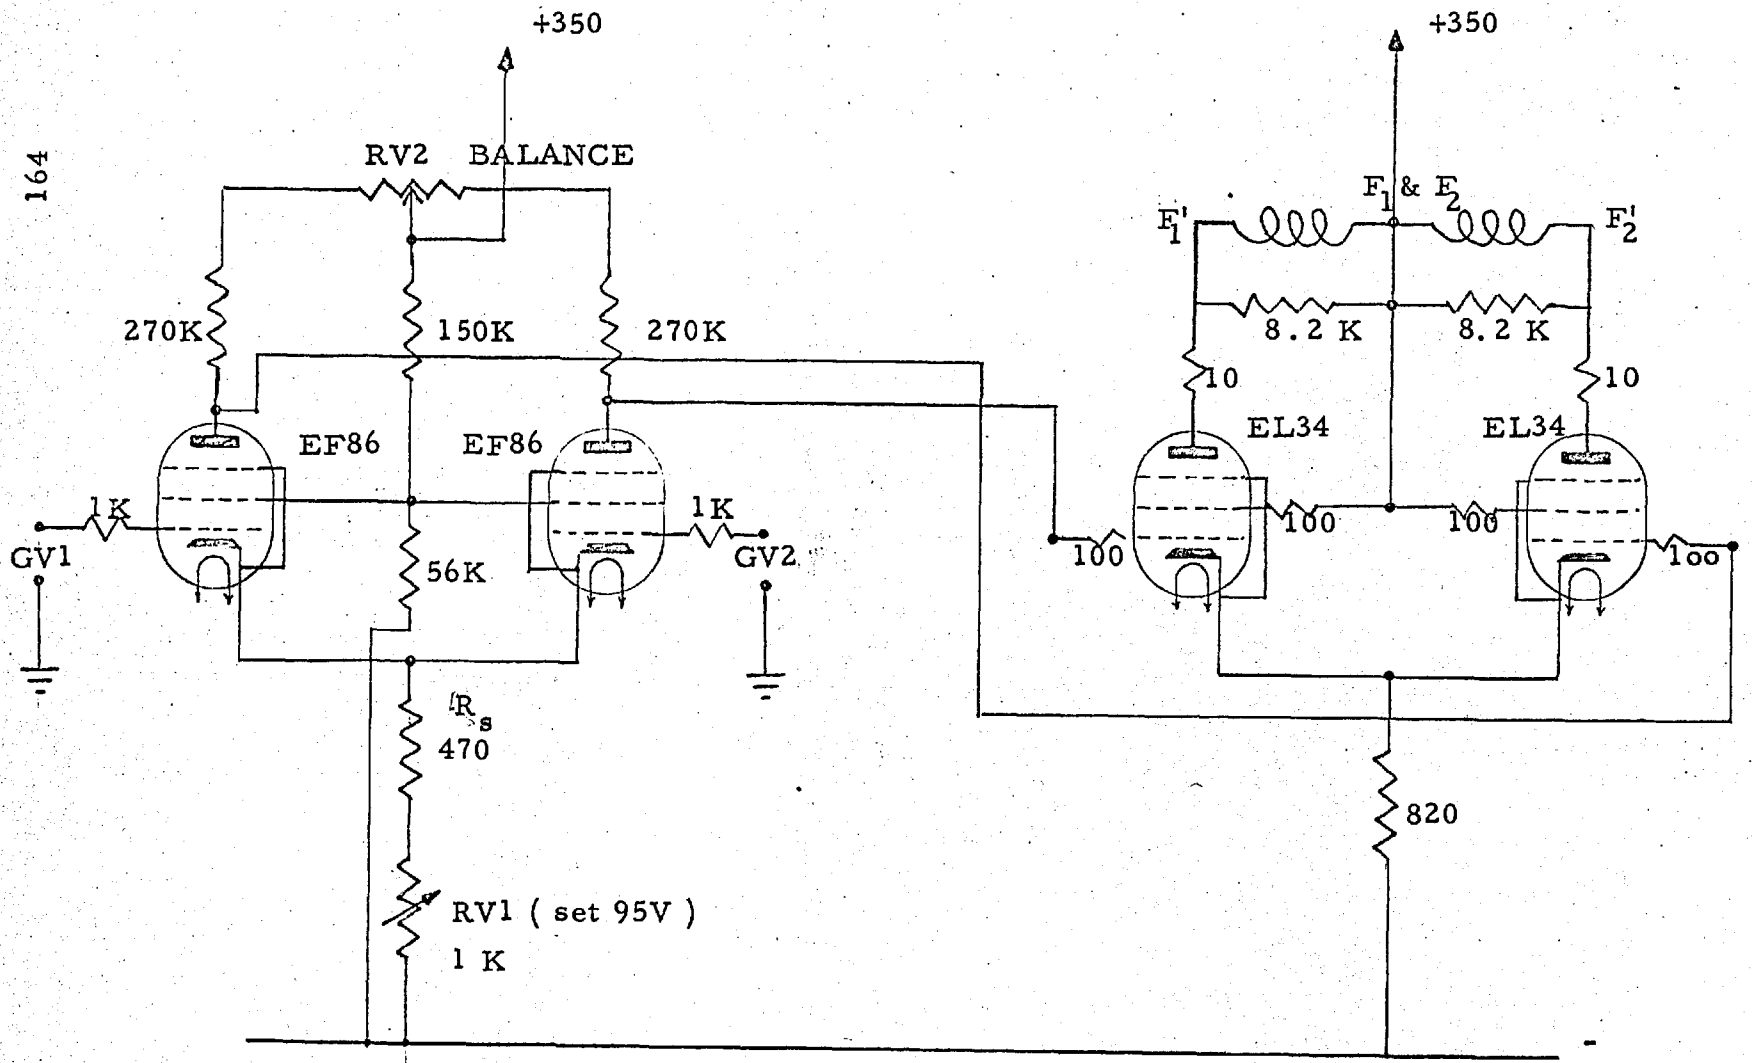 +350
+350
164
RV2 BALANCE
F1 & F2
F1'
F2'
270K
150K
270K
8.2 K
8.2 K
10
10
EF86
EF86
EL34
EL34
1K
1K
GV1
GV2
100
100
100
100
56K
Rs
470
820
RV1 ( set 95V )
1 K
-